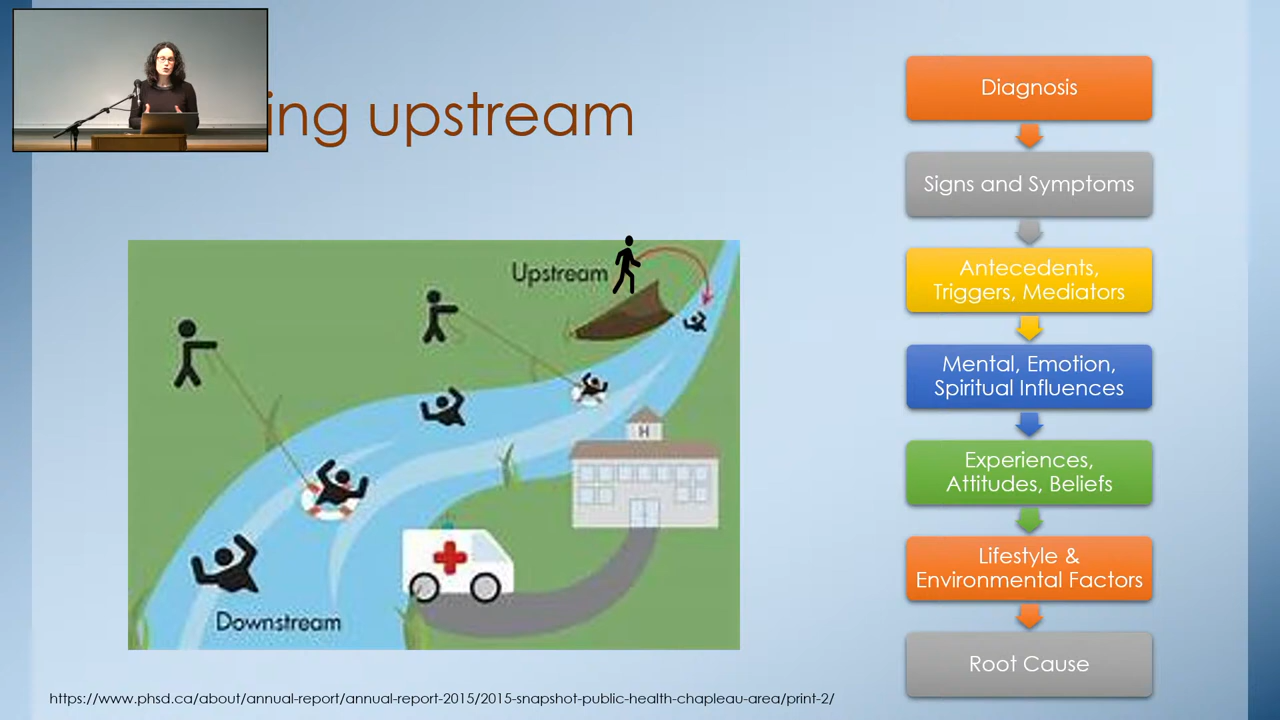 ing upstream
Upstream
H
Downstream
Diagnosis
Signs and Symptoms
Antecedents,
Triggers, Mediators
Mental, Emotion,
Spiritual Influences
Experiences,
Attitudes, Beliefs
Lifestyle &
Environmental Factors
Root Cause
https://www.phsd.ca/about/annual-report/annual-report-2015/2015-snapshot-public-health-chapleau-area/print-2/